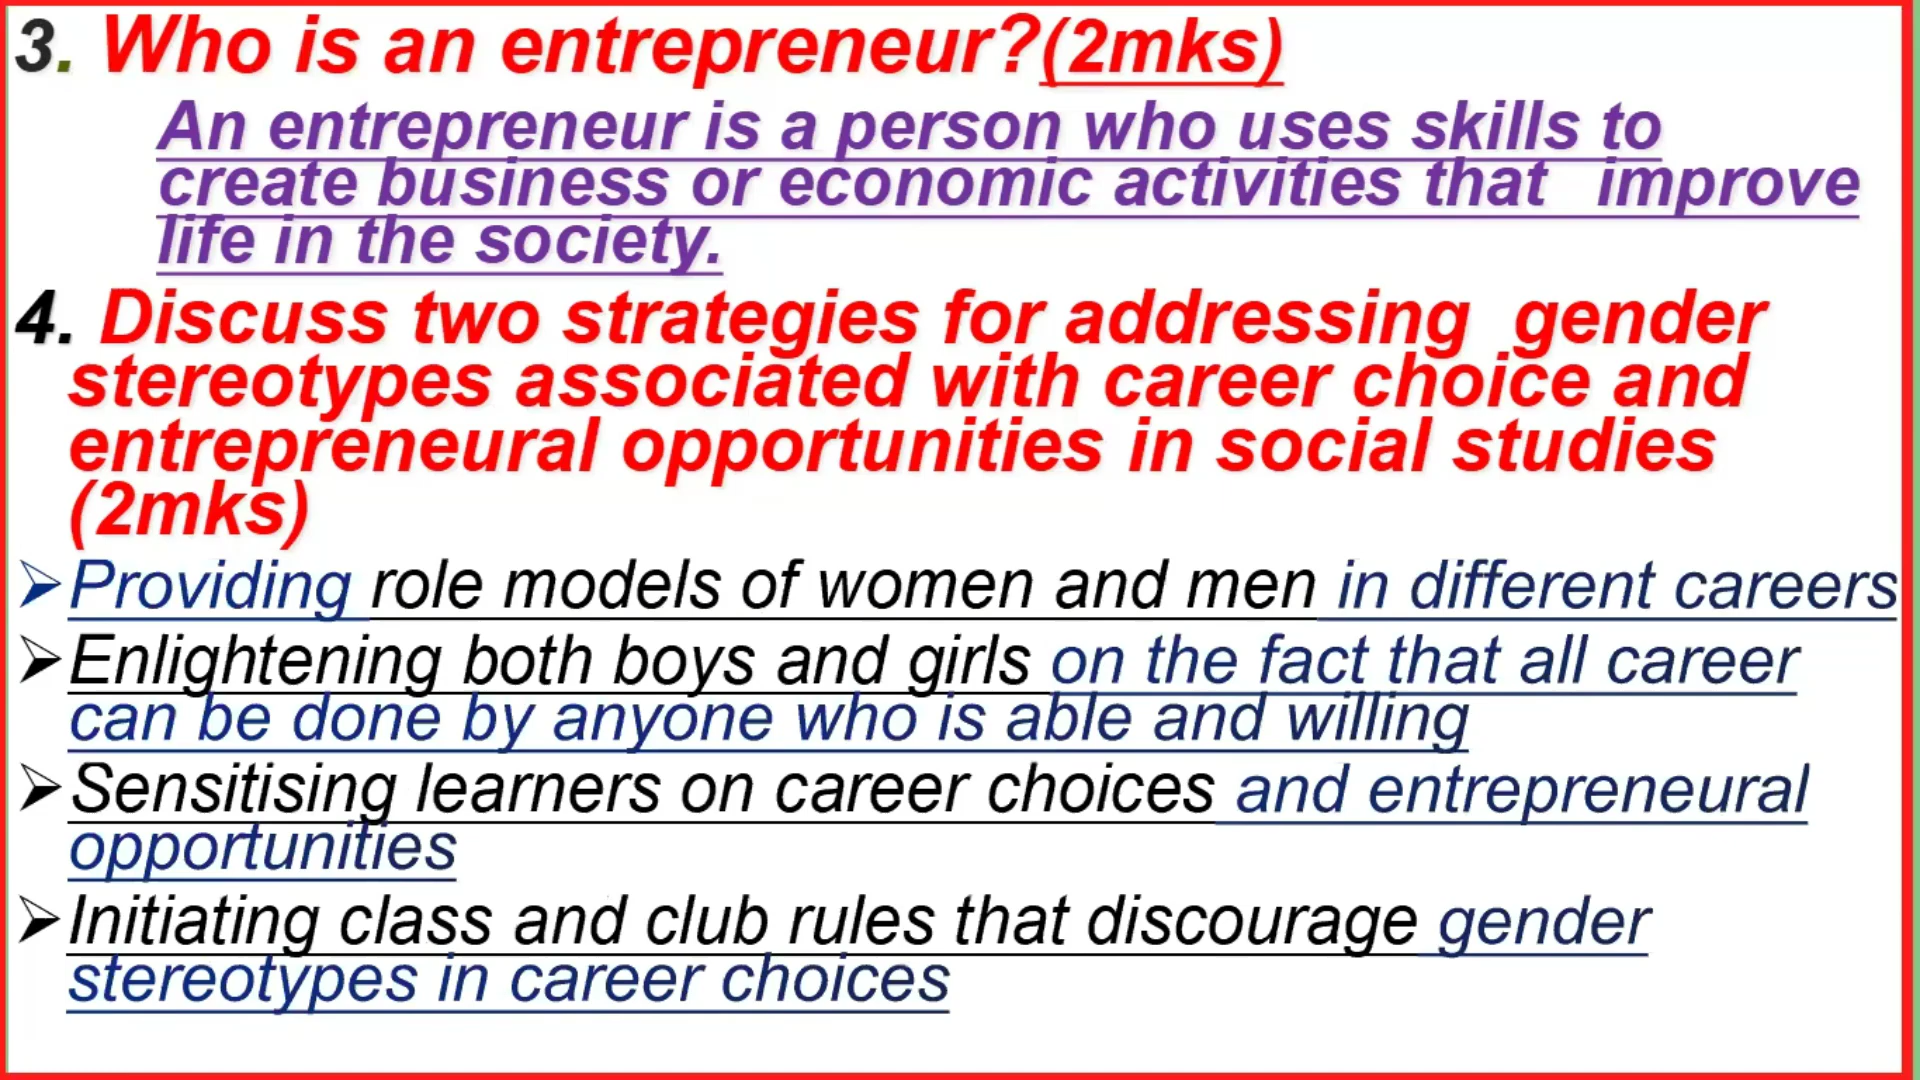 3. Who is an entrepreneur?(2mks)
An entrepreneur is a person who uses skills to
create business or economic activities that improve
life in the society.
4. Discuss two strategies for addressing gender
stereotypes associated with career choice and
entrepreneural opportunities in social studies
(2mks)
➢Providing role models of women and men in different careers
➢Enlightening both boys and girls on the fact that all career
can be done by anyone who is able and willing
➢Sensitising learners on career choices and entrepreneural
opportunities
➢Initiating class and club rules that discourage gender
stereotypes in career choices